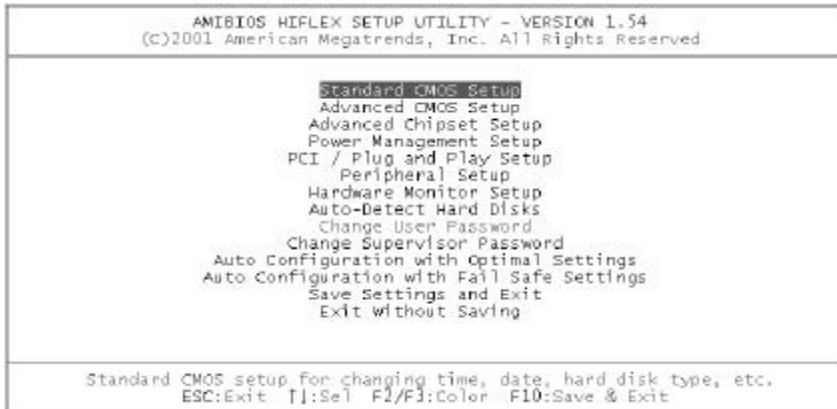 AMIBIOS HIFLEX SETUP UTILITY - VERSION 1.54
(C)2001 American Megatrends, Inc. All Rights Reserved
Standard CMOS Setup
Advanced CMOS Setup
Advanced Chipset Setup
Power Management Setup
PCI / Plug and Play Setup
Peripheral Setup
Hardware Monitor Setup
Auto-Detect Hard Disks
Change User Password
Change Supervisor Password
Auto Configuration with Optimal Settings
Auto Configuration with Fail Safe Settings
Save Settings and Exit
Exit Without Saving
Standard CMOS setup for changing time, date, hard disk type, etc.
ESC:Exit ↑↓:Sel F2/F3:Color F10:Save & Exit